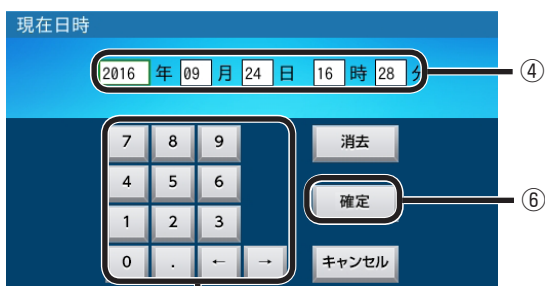 現在日時
2016 年 09 月 24 日 16 時 28 分 ④
7 8 9 消去
4 5 6
確定 ⑥
1 2 3
0 . ← → キャンセル